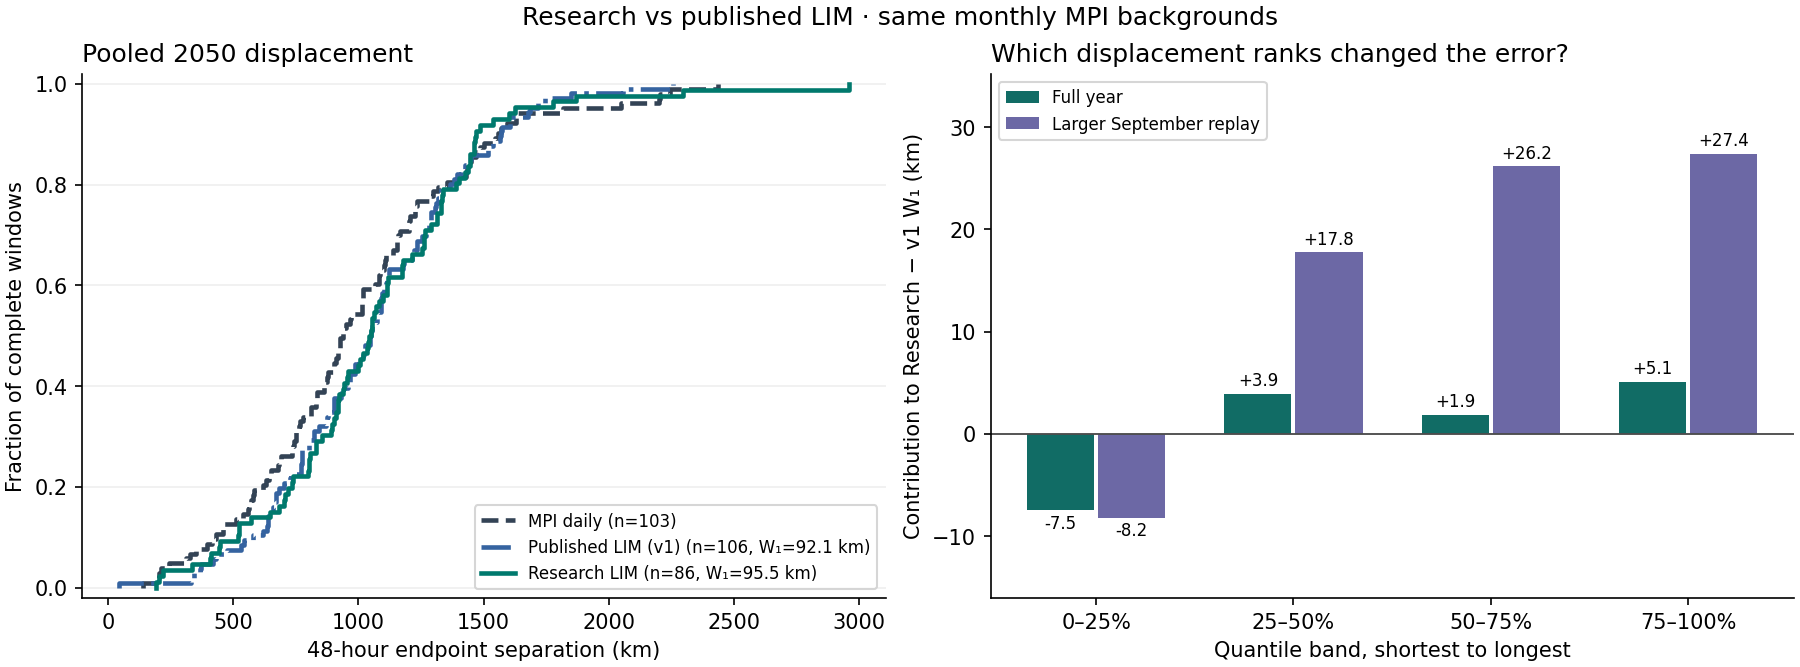 Research vs published LIM · same monthly MPI backgrounds
Pooled 2050 displacement
Fraction of complete windows
1.0
0.8
0.6
0.4
0.2
0.0
MPI daily (n=103)
Published LIM (v1) (n=106, W₁=92.1 km)
Research LIM (n=86, W₁=95.5 km)
0 500 1000 1500 2000 2500 3000
48-hour endpoint separation (km)
Which displacement ranks changed the error?
Contribution to Research − v1 W₁ (km)
30
20
10
0
−10
Full year
Larger September replay
-7.5
-8.2
+3.9
+17.8
+1.9
+26.2
+5.1
+27.4
0–25% 25–50% 50–75% 75–100%
Quantile band, shortest to longest